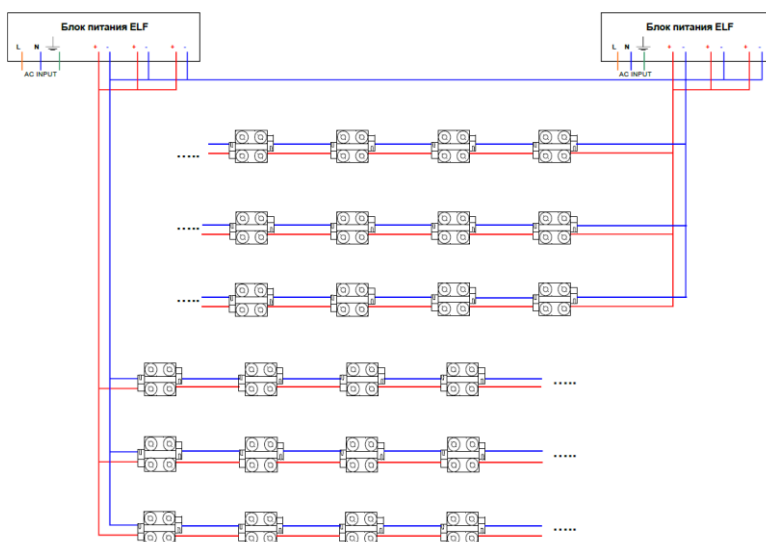 Блок питания ELF
L N + - + - + -
AC INPUT
Блок питания ELF
L N + - + - + -
AC INPUT
.....
.....
.....
.....
.....
.....